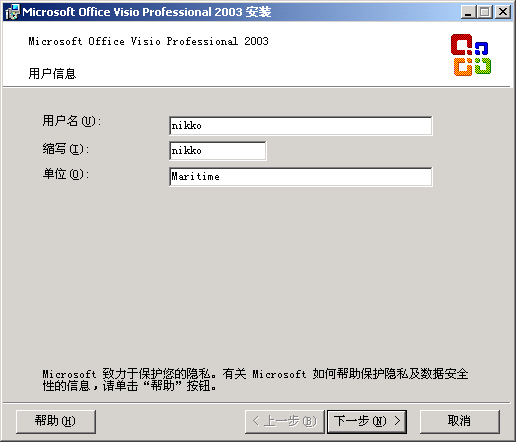 Microsoft Office Visio Professional 2003 安装
Microsoft Office Visio Professional 2003
用户信息
用户名(U): nikko
缩写(I): nikko
单位(O): Maritime
Microsoft 致力于保护您的隐私。有关 Microsoft 如何帮助保护隐私及数据安全
性的信息，请单击“帮助”按钮。
帮助(H) < 上一步(B) 下一步(N) > 取消